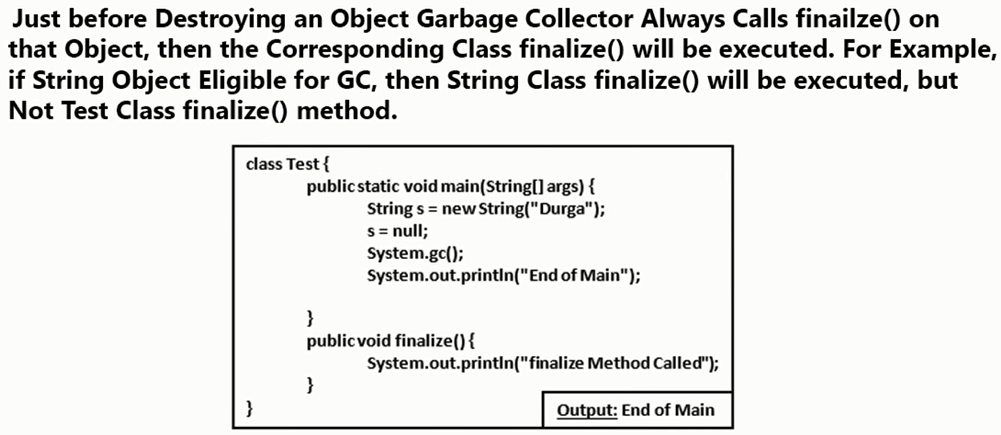 Just before Destroying an Object Garbage Collector Always Calls finailze() on
that Object, then the Corresponding Class finalize() will be executed. For Example,
if String Object Eligible for GC, then String Class finalize() will be executed, but
Not Test Class finalize() method.
class Test {
public static void main(String[] args) {
String s = new String("Durga");
s = null;
System.gc();
System.out.println("End of Main");
}
public void finalize() {
System.out.println("finalize Method Called");
}
}
Output: End of Main